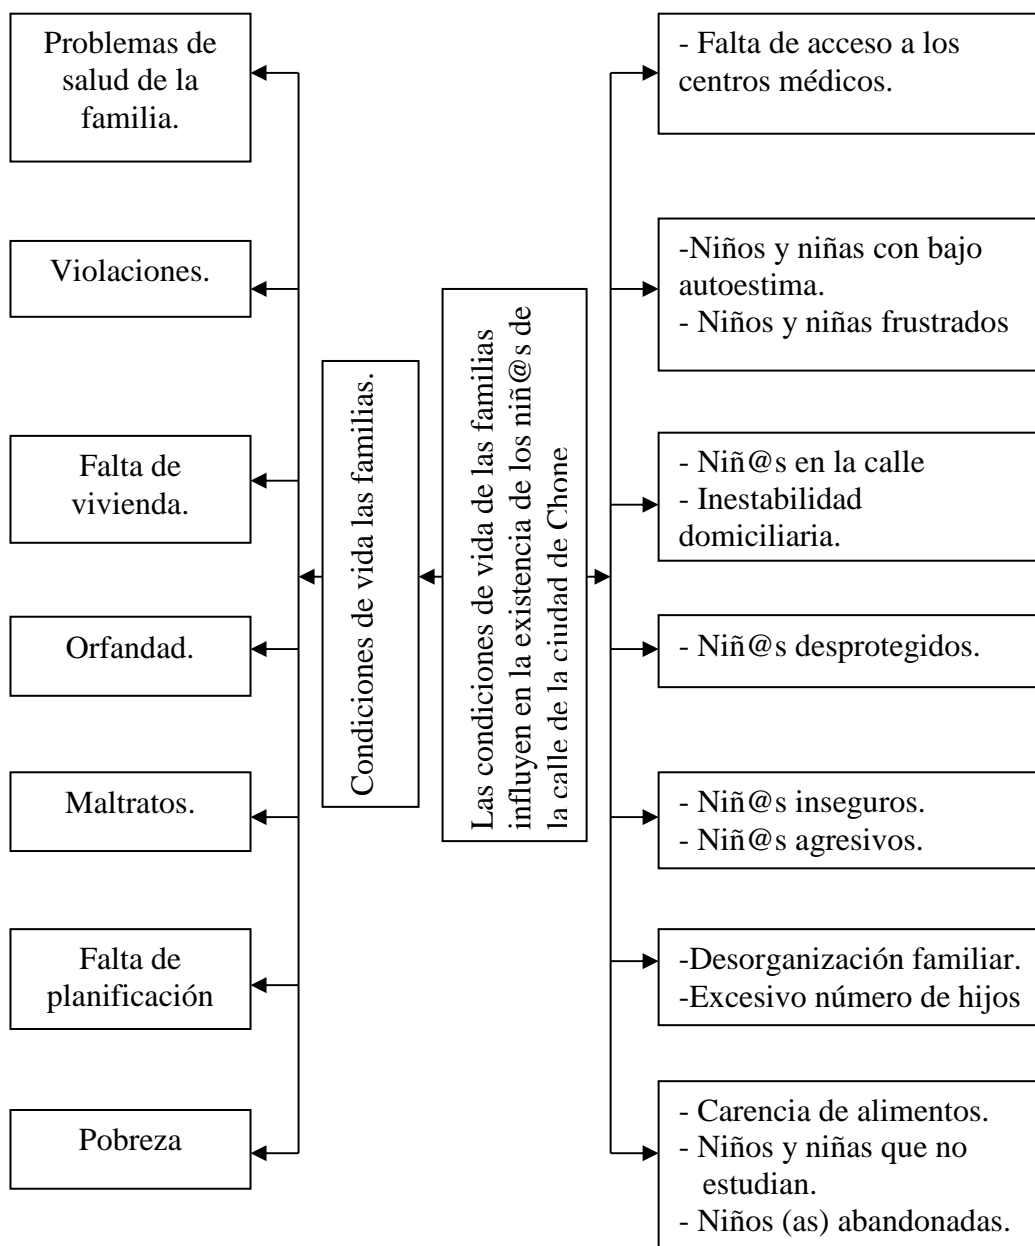 Problemas de
salud de la
familia.
Violaciones.
Falta de
vivienda.
Orfandad.
Maltratos.
Falta de
planificación
Pobreza
Condiciones de vida las familias.
Las condiciones de vida de las familias
influyen en la existencia de los niñ@s de
la calle de la ciudad de Chone
- Falta de acceso a los
centros médicos.
-Niños y niñas con bajo
autoestima.
- Niños y niñas frustrados
- Niñ@s en la calle
- Inestabilidad
domiciliaria.
- Niñ@s desprotegidos.
- Niñ@s inseguros.
- Niñ@s agresivos.
-Desorganización familiar.
-Excesivo número de hijos
- Carencia de alimentos.
- Niños y niñas que no
estudian.
- Niños (as) abandonadas.